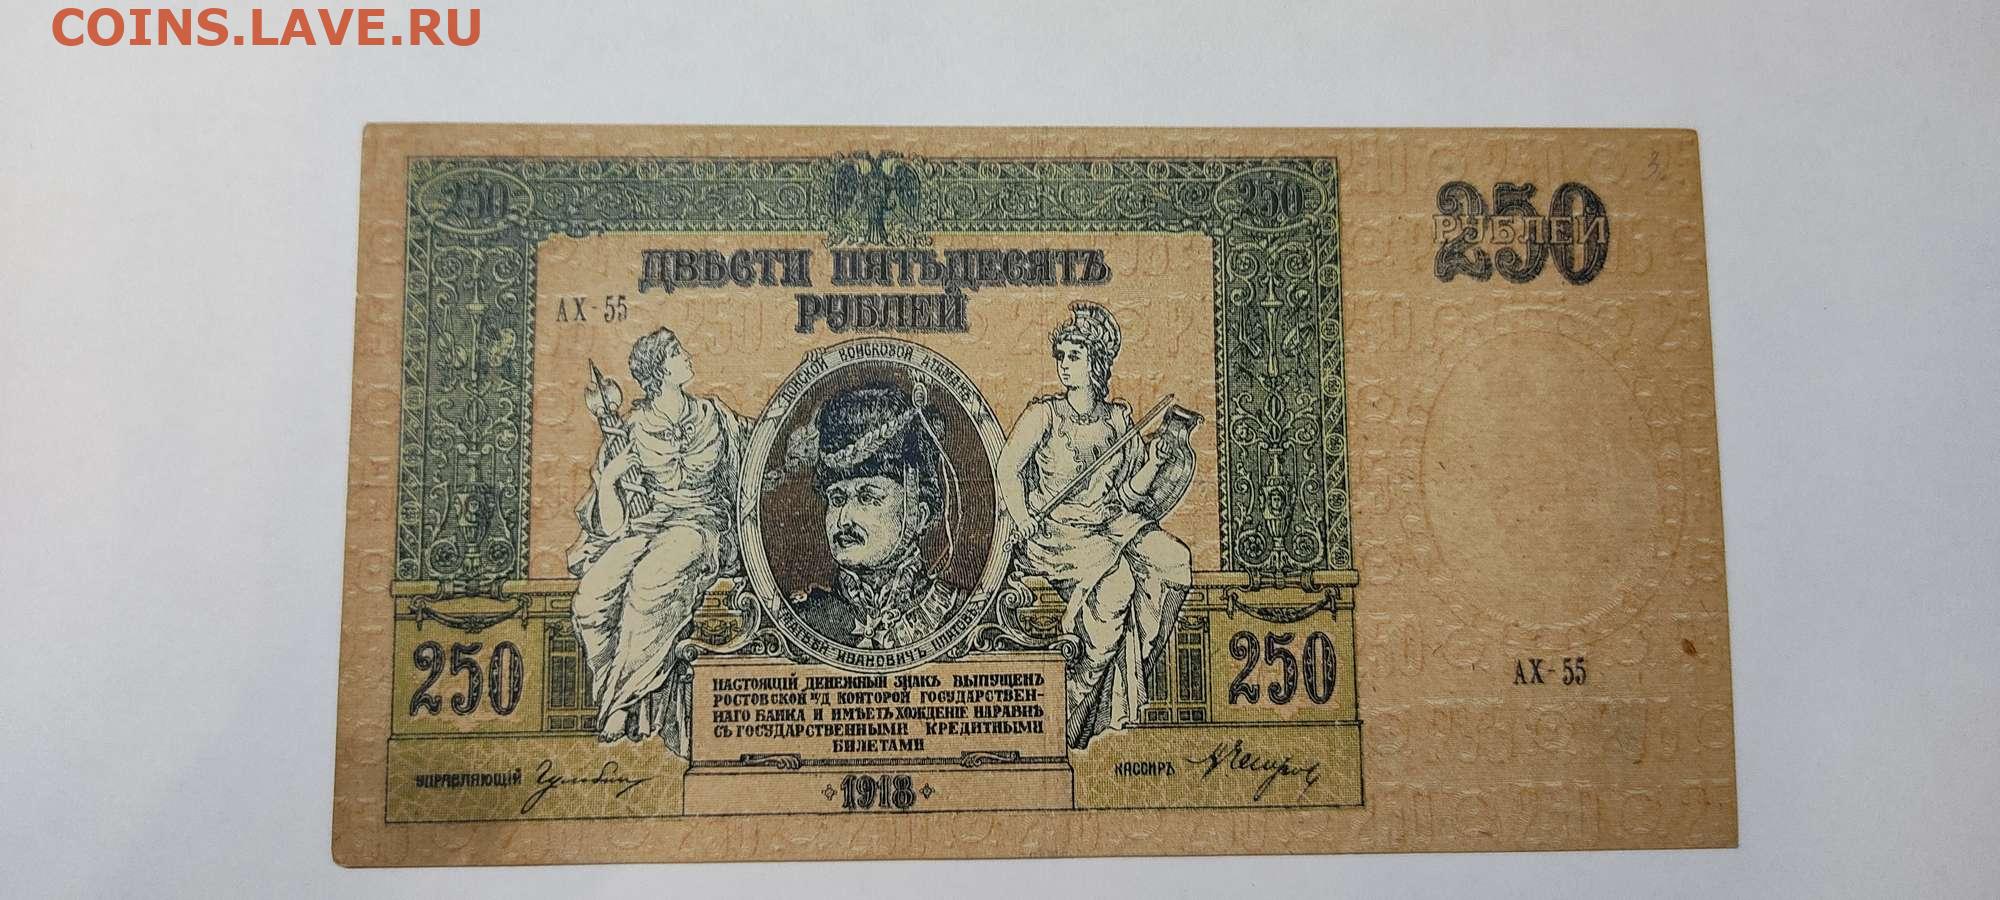 COINS.LAVE.RU
250
250
3.
250
РУБЛЕЙ
ДВѢСТИ ПЯТЬДЕСЯТЪ
РУБЛЕЙ
АХ-55
ДОНСКОЙ ВОЙСКОВОЙ АТАМАНЪ
МАТВѢЙ ИВАНОВИЧЪ ПЛАТОВЪ
250
250
АХ-55
НАСТОЯЩІЙ ДЕНЕЖНЫЙ ЗНАКЪ ВЫПУЩЕНЪ
РОСТОВСКОЙ Н/Д КОНТОРОЙ ГОСУДАРСТВЕН-
НАГО БАНКА И ИМѢЕТЪ ХОЖДЕНІЕ НАРАВНѢ
СЪ ГОСУДАРСТВЕННЫМИ КРЕДИТНЫМИ
БИЛЕТАМИ
УПРАВЛЯЮЩІЙ
КАССИРЪ
1918